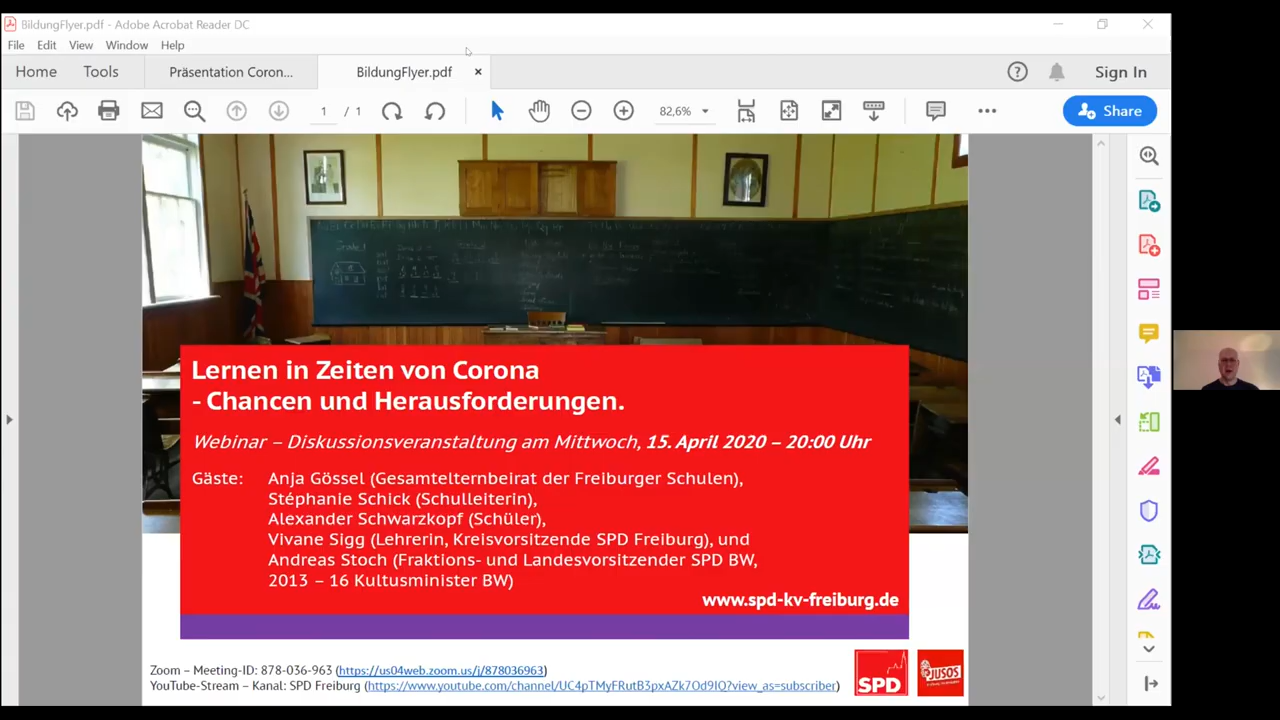 BildungFlyer.pdf - Adobe Acrobat Reader DC
File Edit View Window Help
Home Tools Präsentation Coron... BildungFlyer.pdf × Sign In
1 / 1 82,6% Share
Lernen in Zeiten von Corona
- Chancen und Herausforderungen.
Webinar – Diskussionsveranstaltung am Mittwoch, 15. April 2020 – 20:00 Uhr
Gäste: Anja Gössel (Gesamtelternbeirat der Freiburger Schulen),
Stéphanie Schick (Schulleiterin),
Alexander Schwarzkopf (Schüler),
Vivane Sigg (Lehrerin, Kreisvorsitzende SPD Freiburg), und
Andreas Stoch (Fraktions- und Landesvorsitzender SPD BW,
2013 – 16 Kultusminister BW)
www.spd-kv-freiburg.de
Zoom – Meeting-ID: 878-036-963 (https://us04web.zoom.us/j/878036963)
YouTube-Stream – Kanal: SPD Freiburg (https://www.youtube.com/channel/UC4pTMyFRutB3pxAZk7Od9IQ?view_as=subscriber)
SPD JUSOS